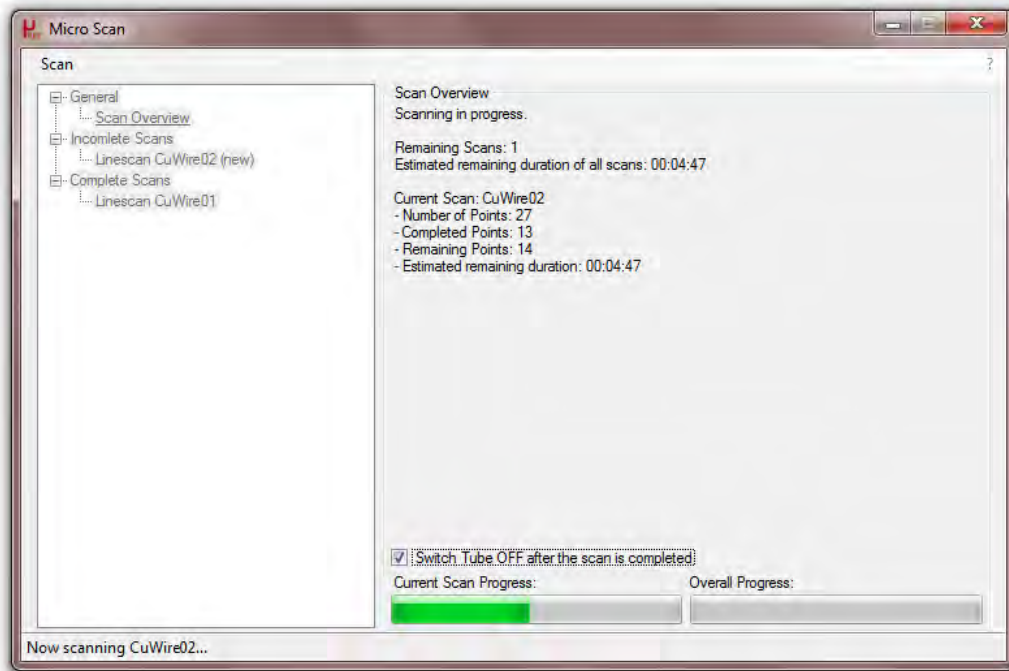 Micro Scan
Scan
?
General
Scan Overview
Incomlete Scans
Linescan CuWire02 (new)
Complete Scans
Linescan CuWire01
Scan Overview
Scanning in progress.
Remaining Scans: 1
Estimated remaining duration of all scans: 00:04:47
Current Scan: CuWire02
- Number of Points: 27
- Completed Points: 13
- Remaining Points: 14
- Estimated remaining duration: 00:04:47
Switch Tube OFF after the scan is completed
Current Scan Progress:
Overall Progress:
Now scanning CuWire02...